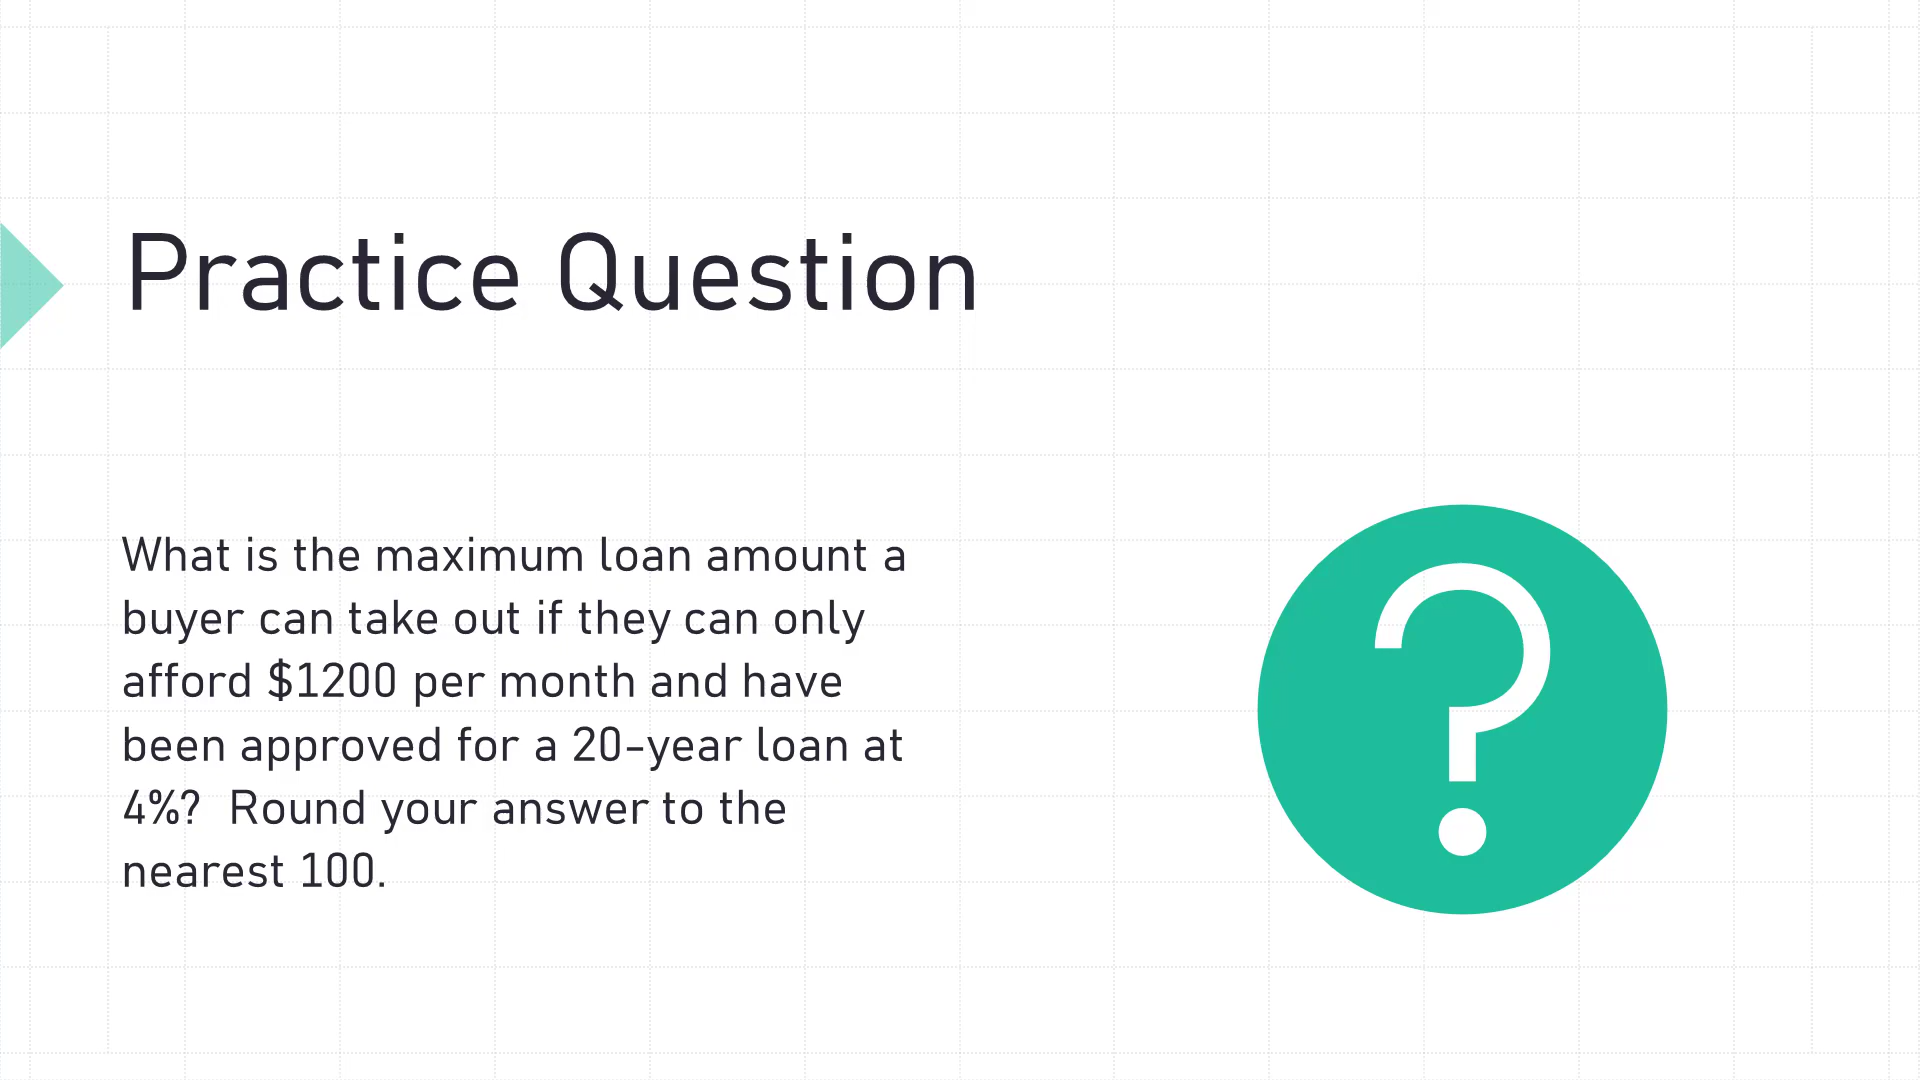 Practice Question
What is the maximum loan amount a
buyer can take out if they can only
afford $1200 per month and have
been approved for a 20-year loan at
4%?  Round your answer to the
nearest 100.
?